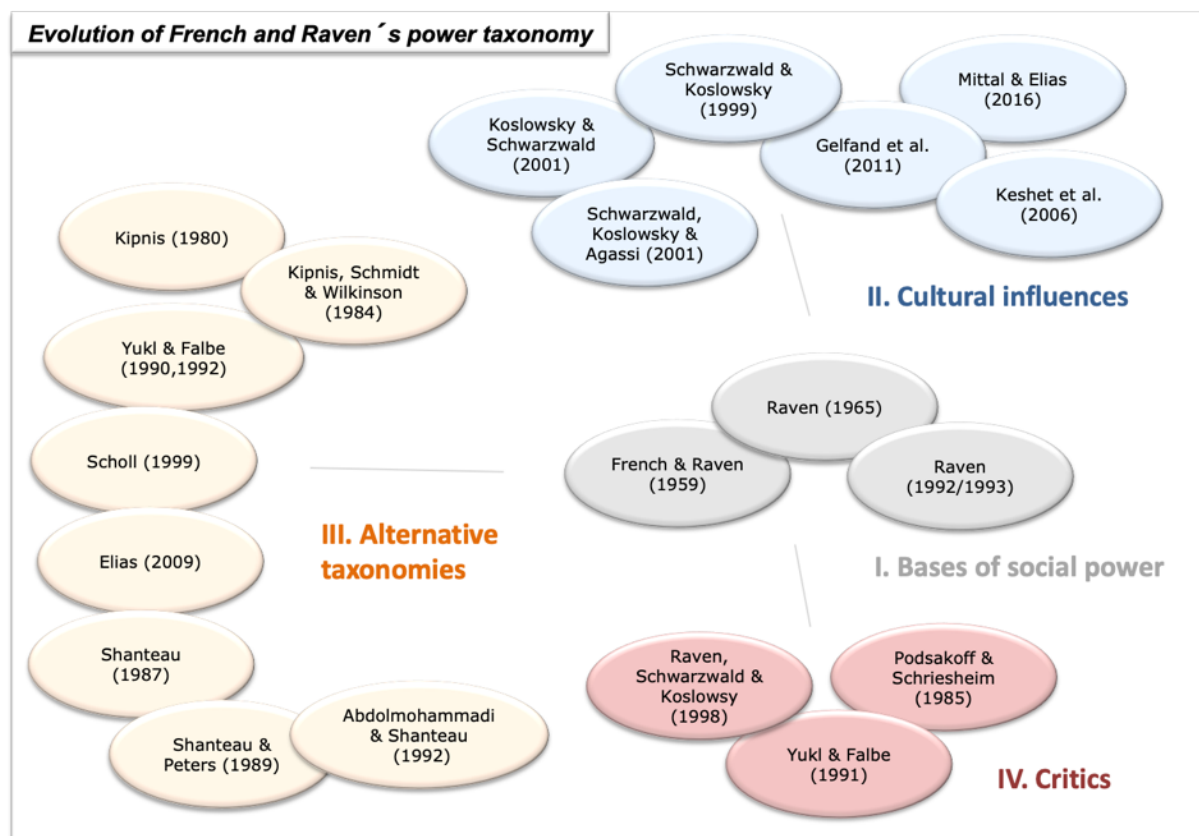 Evolution of French and Raven´s power taxonomy
Schwarzwald &
Koslowsky
(1999)
Mittal & Elias
(2016)
Koslowsky &
Schwarzwald
(2001)
Gelfand et al.
(2011)
Keshet et al.
(2006)
Schwarzwald,
Koslowsky &
Agassi (2001)
II. Cultural influences
Kipnis (1980)
Kipnis, Schmidt
& Wilkinson
(1984)
Yukl & Falbe
(1990,1992)
Scholl (1999)
Elias (2009)
Shanteau
(1987)
Shanteau &
Peters (1989)
Abdolmohammadi
& Shanteau
(1992)
III. Alternative
taxonomies
Raven (1965)
French & Raven
(1959)
Raven
(1992/1993)
I. Bases of social power
Raven,
Schwarzwald &
Koslowsy
(1998)
Podsakoff &
Schriesheim
(1985)
Yukl & Falbe
(1991)
IV. Critics